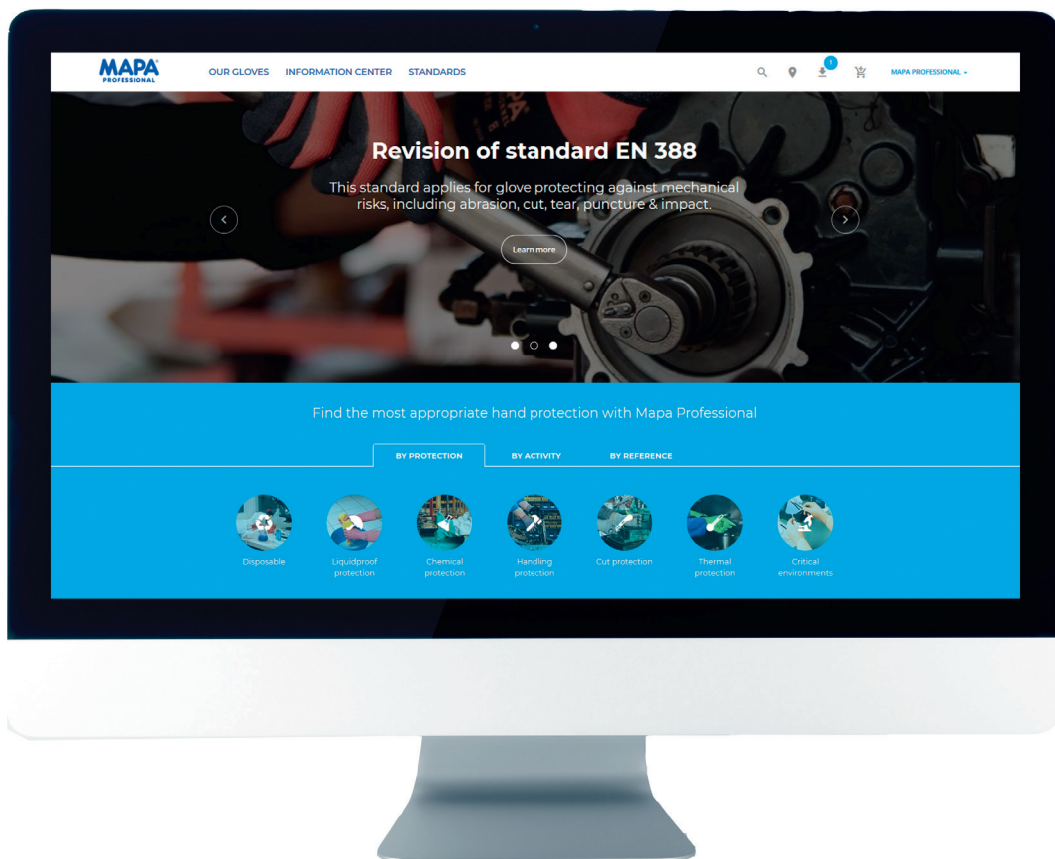 MAPA
PROFESSIONAL
OUR GLOVES INFORMATION CENTER STANDARDS
1
MAPA PROFESSIONAL
Revision of standard EN 388
This standard applies for glove protecting against mechanical
risks, including abrasion, cut, tear, puncture & impact.
Learn more
Find the most appropriate hand protection with Mapa Professional
BY PROTECTION BY ACTIVITY BY REFERENCE
Disposable
Liquidproof
protection
Chemical
protection
Handling
protection
Cut protection
Thermal
protection
Critical
environments